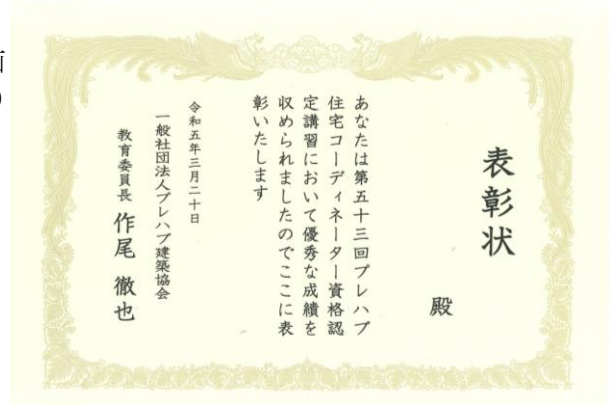 表彰状
殿
あなたは第五十三回プレハブ
住宅コーディネーター資格認
定講習において優秀な成績を
収められましたのでここに表
彰いたします
令和五年三月二十日
一般社団法人プレハブ建築協会
教育委員長 作尾 徹也